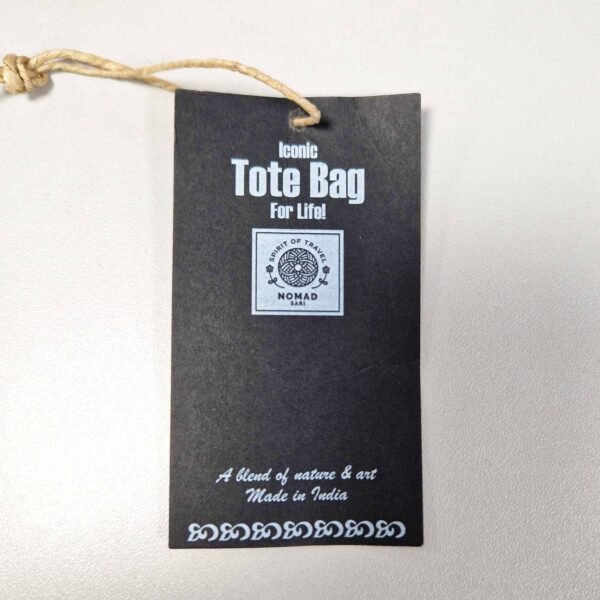 Iconic
Tote Bag
For Life!
SPIRIT OF TRAVEL
NOMAD
SARI
A blend of nature & art
Made in India